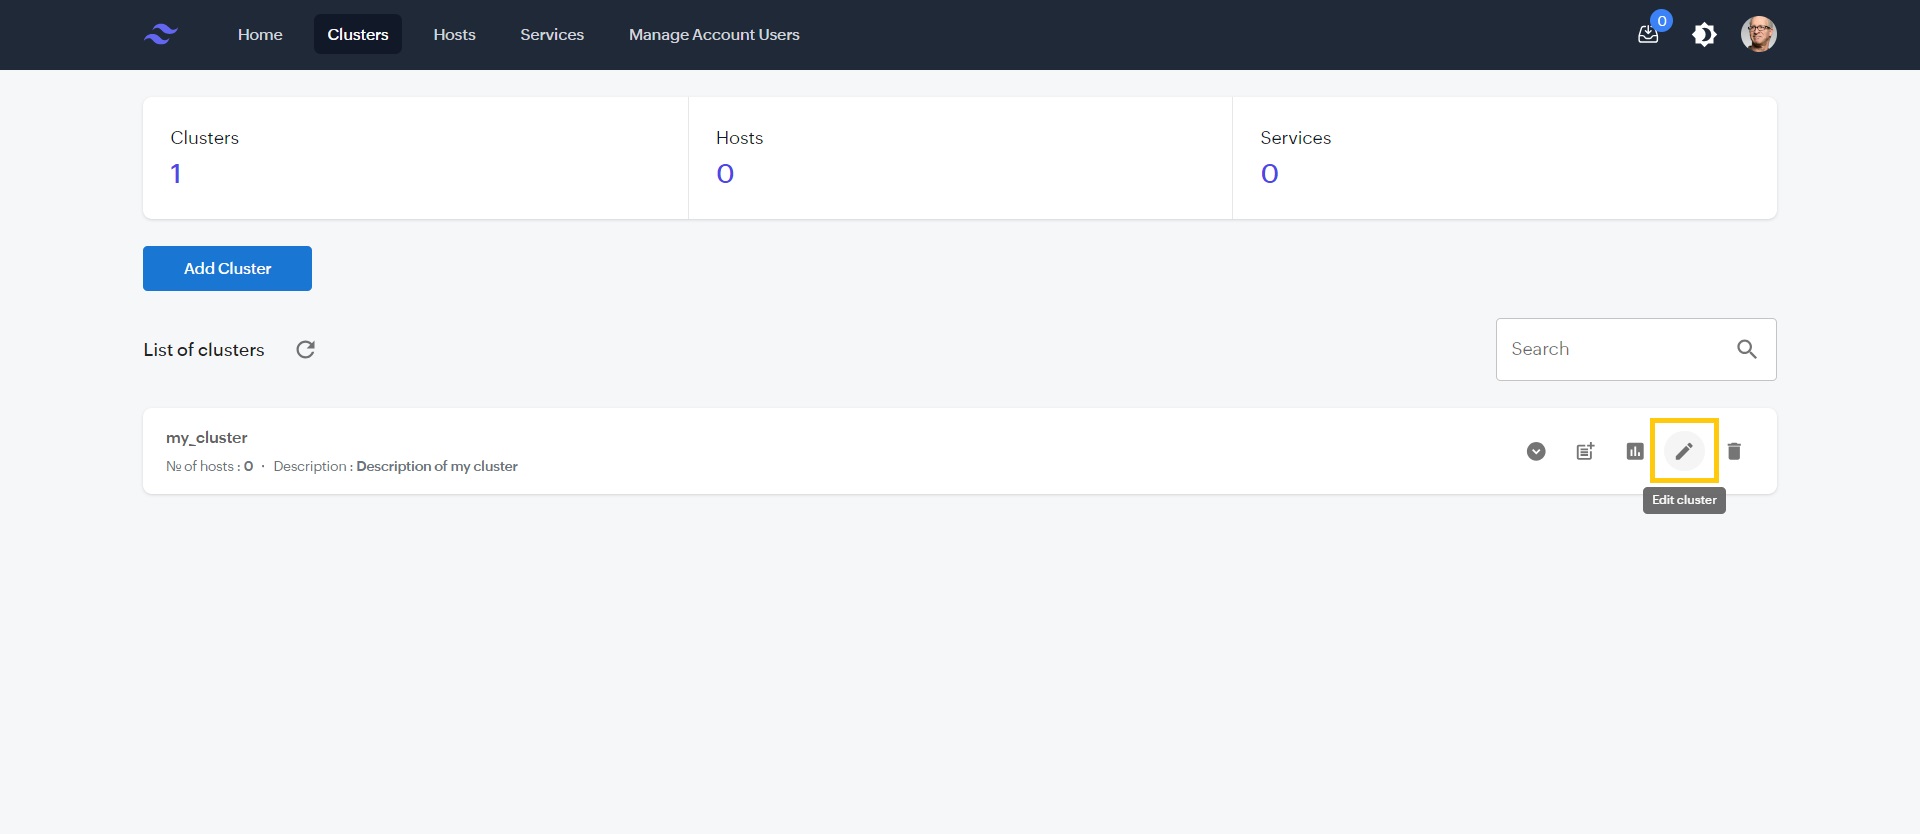 Home Clusters Hosts Services Manage Account Users 0
Clusters Hosts Services
1 0 0
Add Cluster
List of clusters Search
my_cluster
№ of hosts : 0 · Description : Description of my cluster
Edit cluster